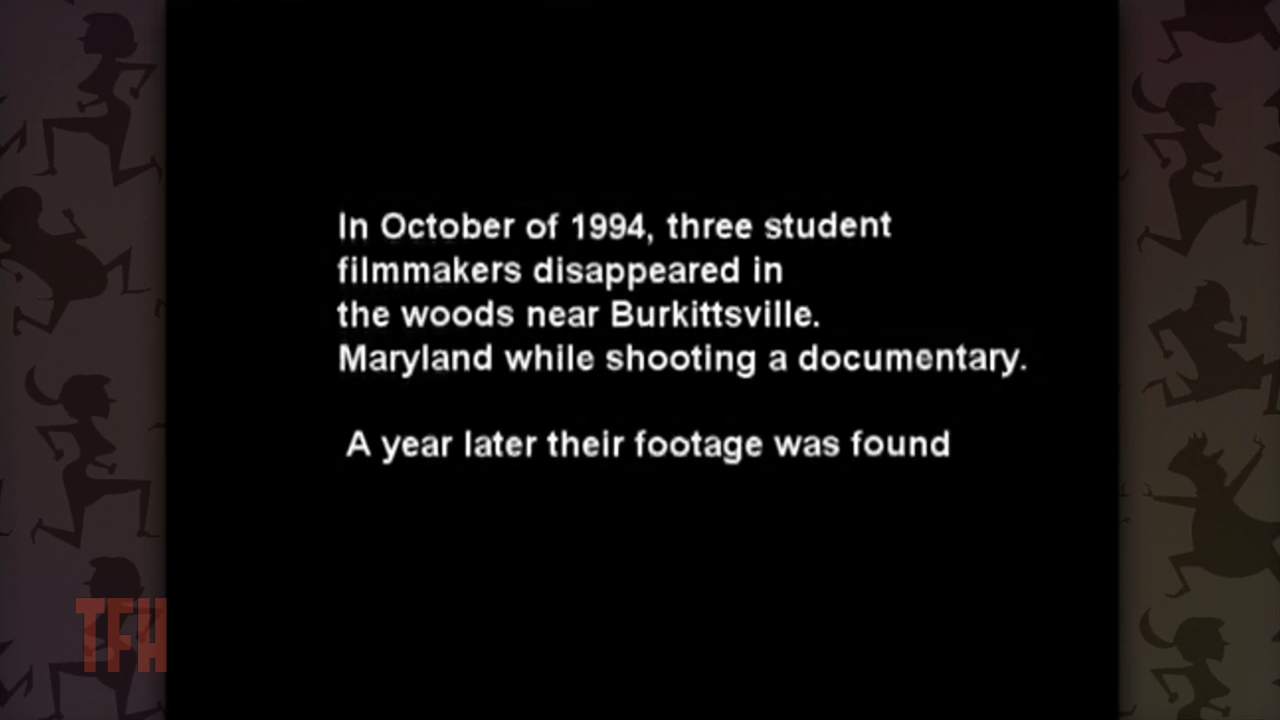 In October of 1994, three student
filmmakers disappeared in
the woods near Burkittsville.
Maryland while shooting a documentary.
A year later their footage was found
TFH